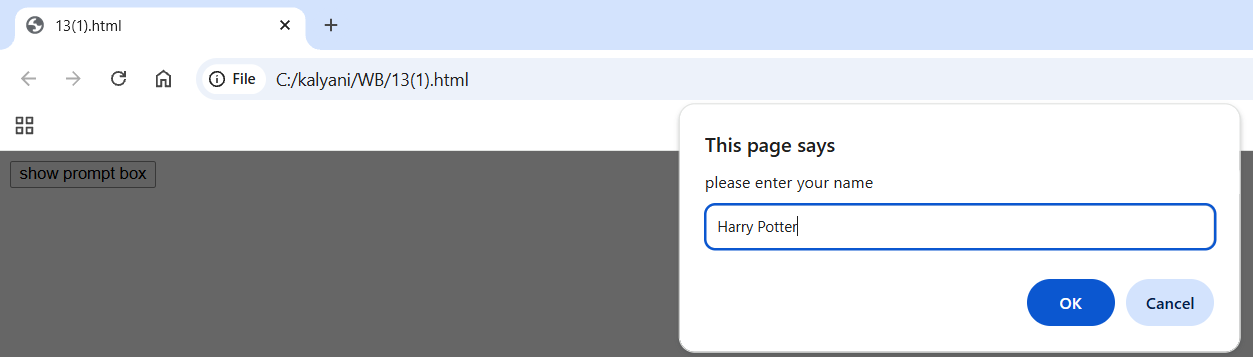 13(1).html
File C:/kalyani/WB/13(1).html
show prompt box
This page says
please enter your name
Harry Potter
OK Cancel